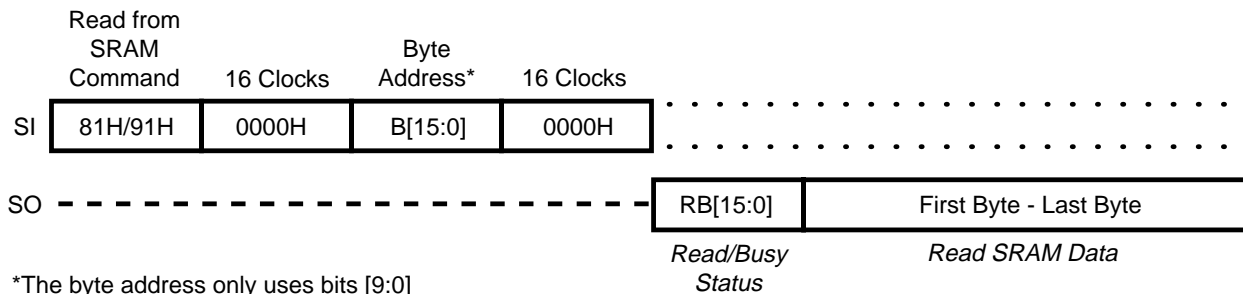 Read from
SRAM
Command
16 Clocks
Byte
Address*
16 Clocks
SI
81H/91H
0000H
B[15:0]
0000H
SO
RB[15:0]
First Byte - Last Byte
Read/Busy
Status
Read SRAM Data
*The byte address only uses bits [9:0]